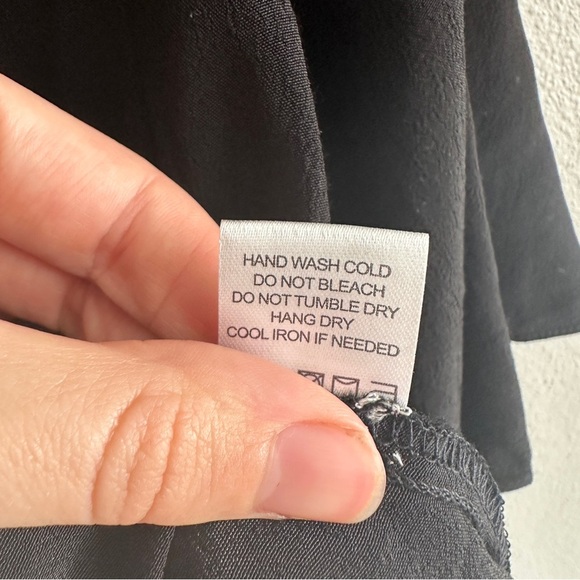 HAND WASH COLD
DO NOT BLEACH
DO NOT TUMBLE DRY
HANG DRY
COOL IRON IF NEEDED